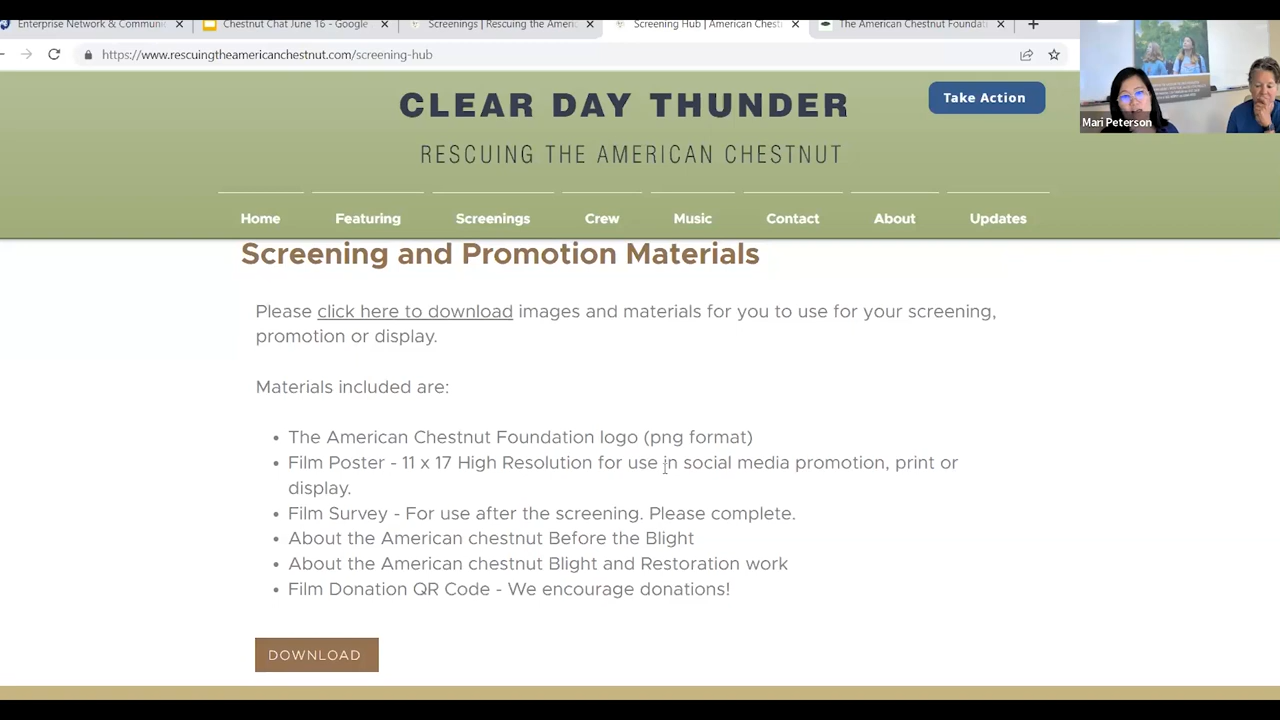 Enterprise Network & Communi
Chestnut Chat June 16 - Google
Screenings | Rescuing the Ameri
Screening Hub | American Chest
The American Chestnut Foundati
https://www.rescuingtheamericanchestnut.com/screening-hub
CLEAR DAY THUNDER
Take Action
RESCUING THE AMERICAN CHESTNUT
Mari Peterson
Home Featuring Screenings Crew Music Contact About Updates
Screening and Promotion Materials
Please click here to download images and materials for you to use for your screening,
promotion or display.
Materials included are:
• The American Chestnut Foundation logo (png format)
• Film Poster - 11 x 17 High Resolution for use in social media promotion, print or
display.
• Film Survey - For use after the screening. Please complete.
• About the American chestnut Before the Blight
• About the American chestnut Blight and Restoration work
• Film Donation QR Code - We encourage donations!
DOWNLOAD